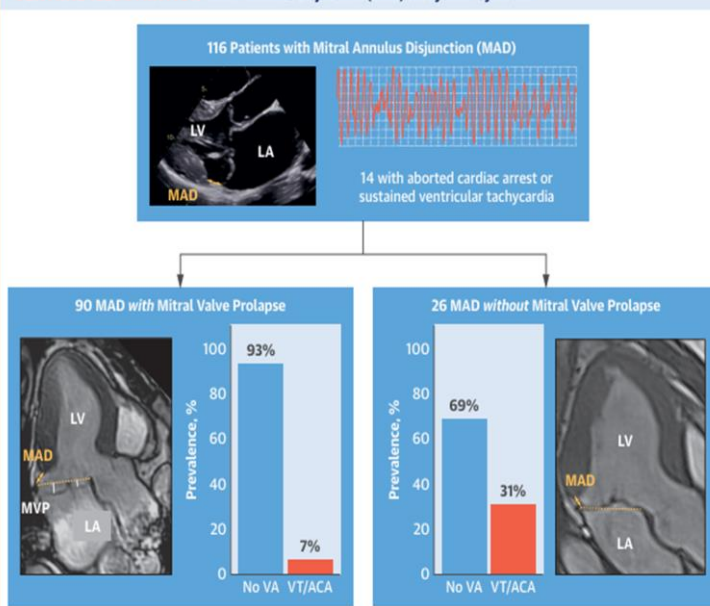 116 Patients with Mitral Annulus Disjunction (MAD)
LV
LA
MAD
14 with aborted cardiac arrest or
sustained ventricular tachycardia
90 MAD with Mitral Valve Prolapse
LV
MAD
MVP
LA
Prevalence, %
100
80
60
40
20
0
93%
7%
No VA VT/ACA
26 MAD without Mitral Valve Prolapse
Prevalence, %
100
80
60
40
20
0
69%
31%
No VA VT/ACA
LV
MAD
LA